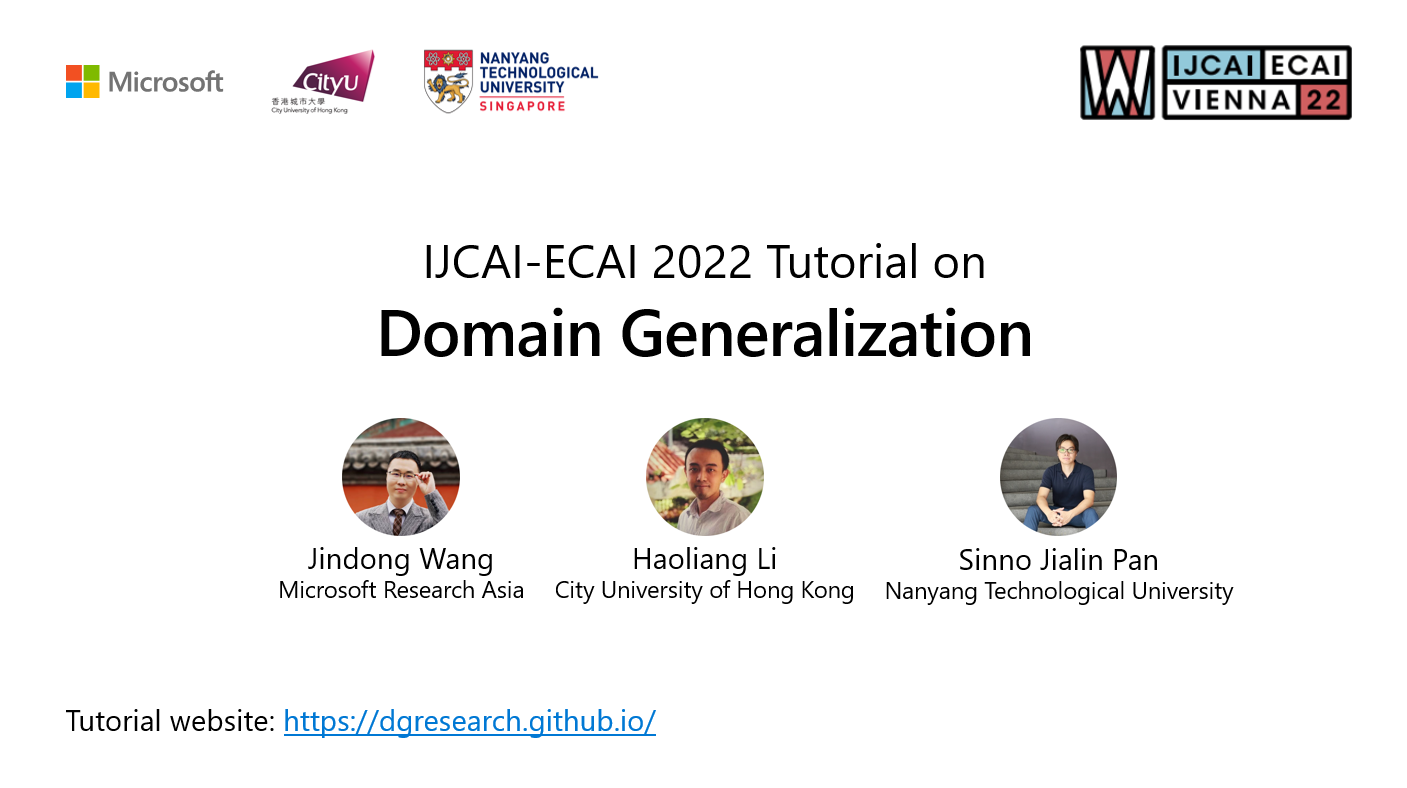 Microsoft
CityU
香港城市大學
City University of Hong Kong
NANYANG
TECHNOLOGICAL
UNIVERSITY
SINGAPORE
IJCAI ECAI
VIENNA 22
IJCAI-ECAI 2022 Tutorial on
Domain Generalization
Jindong Wang
Microsoft Research Asia
Haoliang Li
City University of Hong Kong
Sinno Jialin Pan
Nanyang Technological University
Tutorial website: https://dgresearch.github.io/